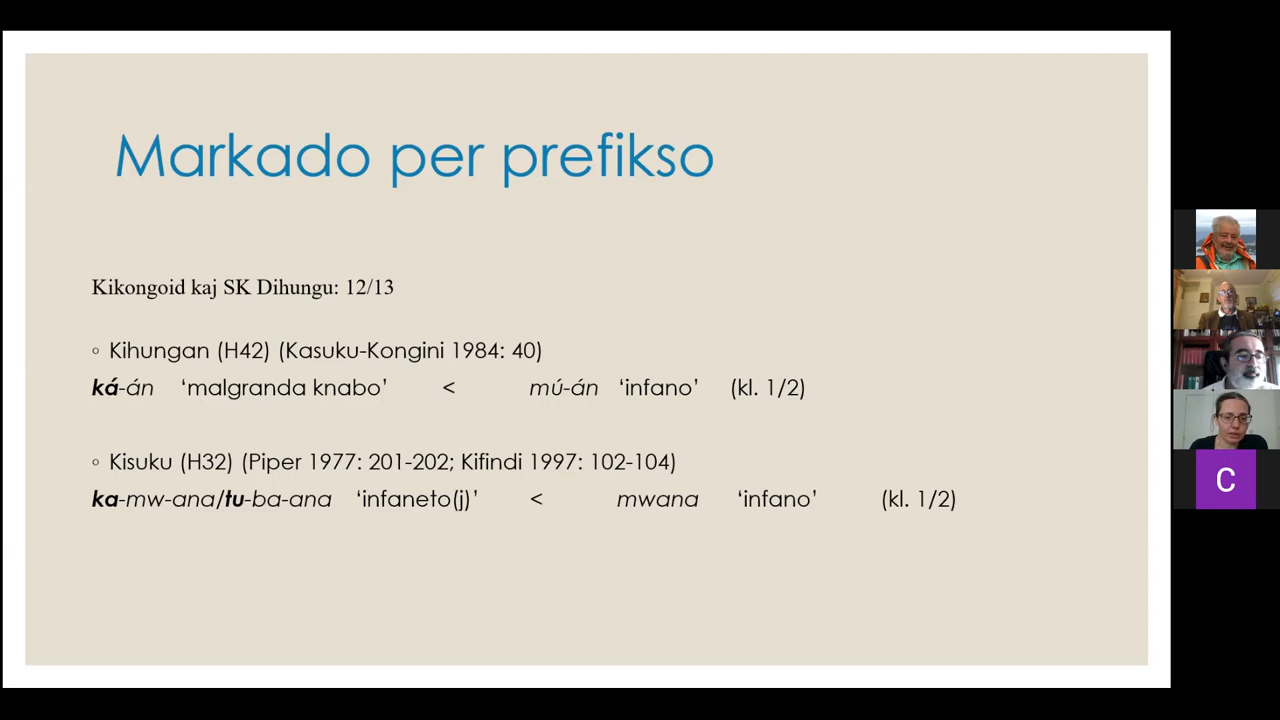 Markado per prefikso
Kikongoid kaj SK Dihungu: 12/13
◦ Kihungan (H42) (Kasuku-Kongini 1984: 40)
ká-án ‘malgranda knabo’ < mú-án ‘infano’ (kl. 1/2)
◦ Kisuku (H32) (Piper 1977: 201-202; Kifindi 1997: 102-104)
ka-mw-ana/tu-ba-ana ‘infaneto(j)’ < mwana ‘infano’ (kl. 1/2)
C